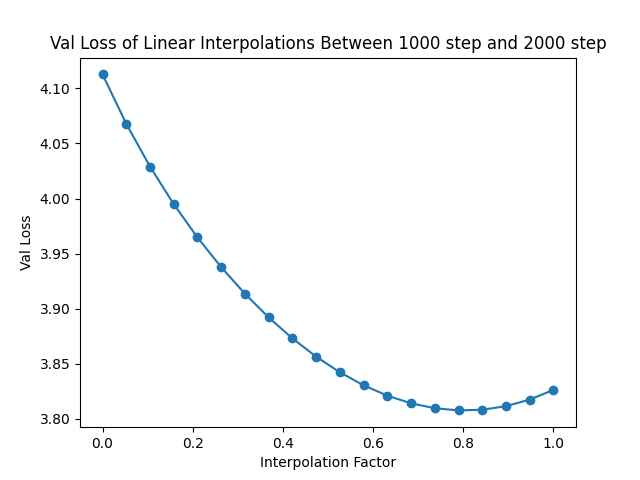 Val Loss of Linear Interpolations Between 1000 step and 2000 step
4.10
4.05
4.00
3.95
3.90
3.85
3.80
Val Loss
0.0 0.2 0.4 0.6 0.8 1.0
Interpolation Factor